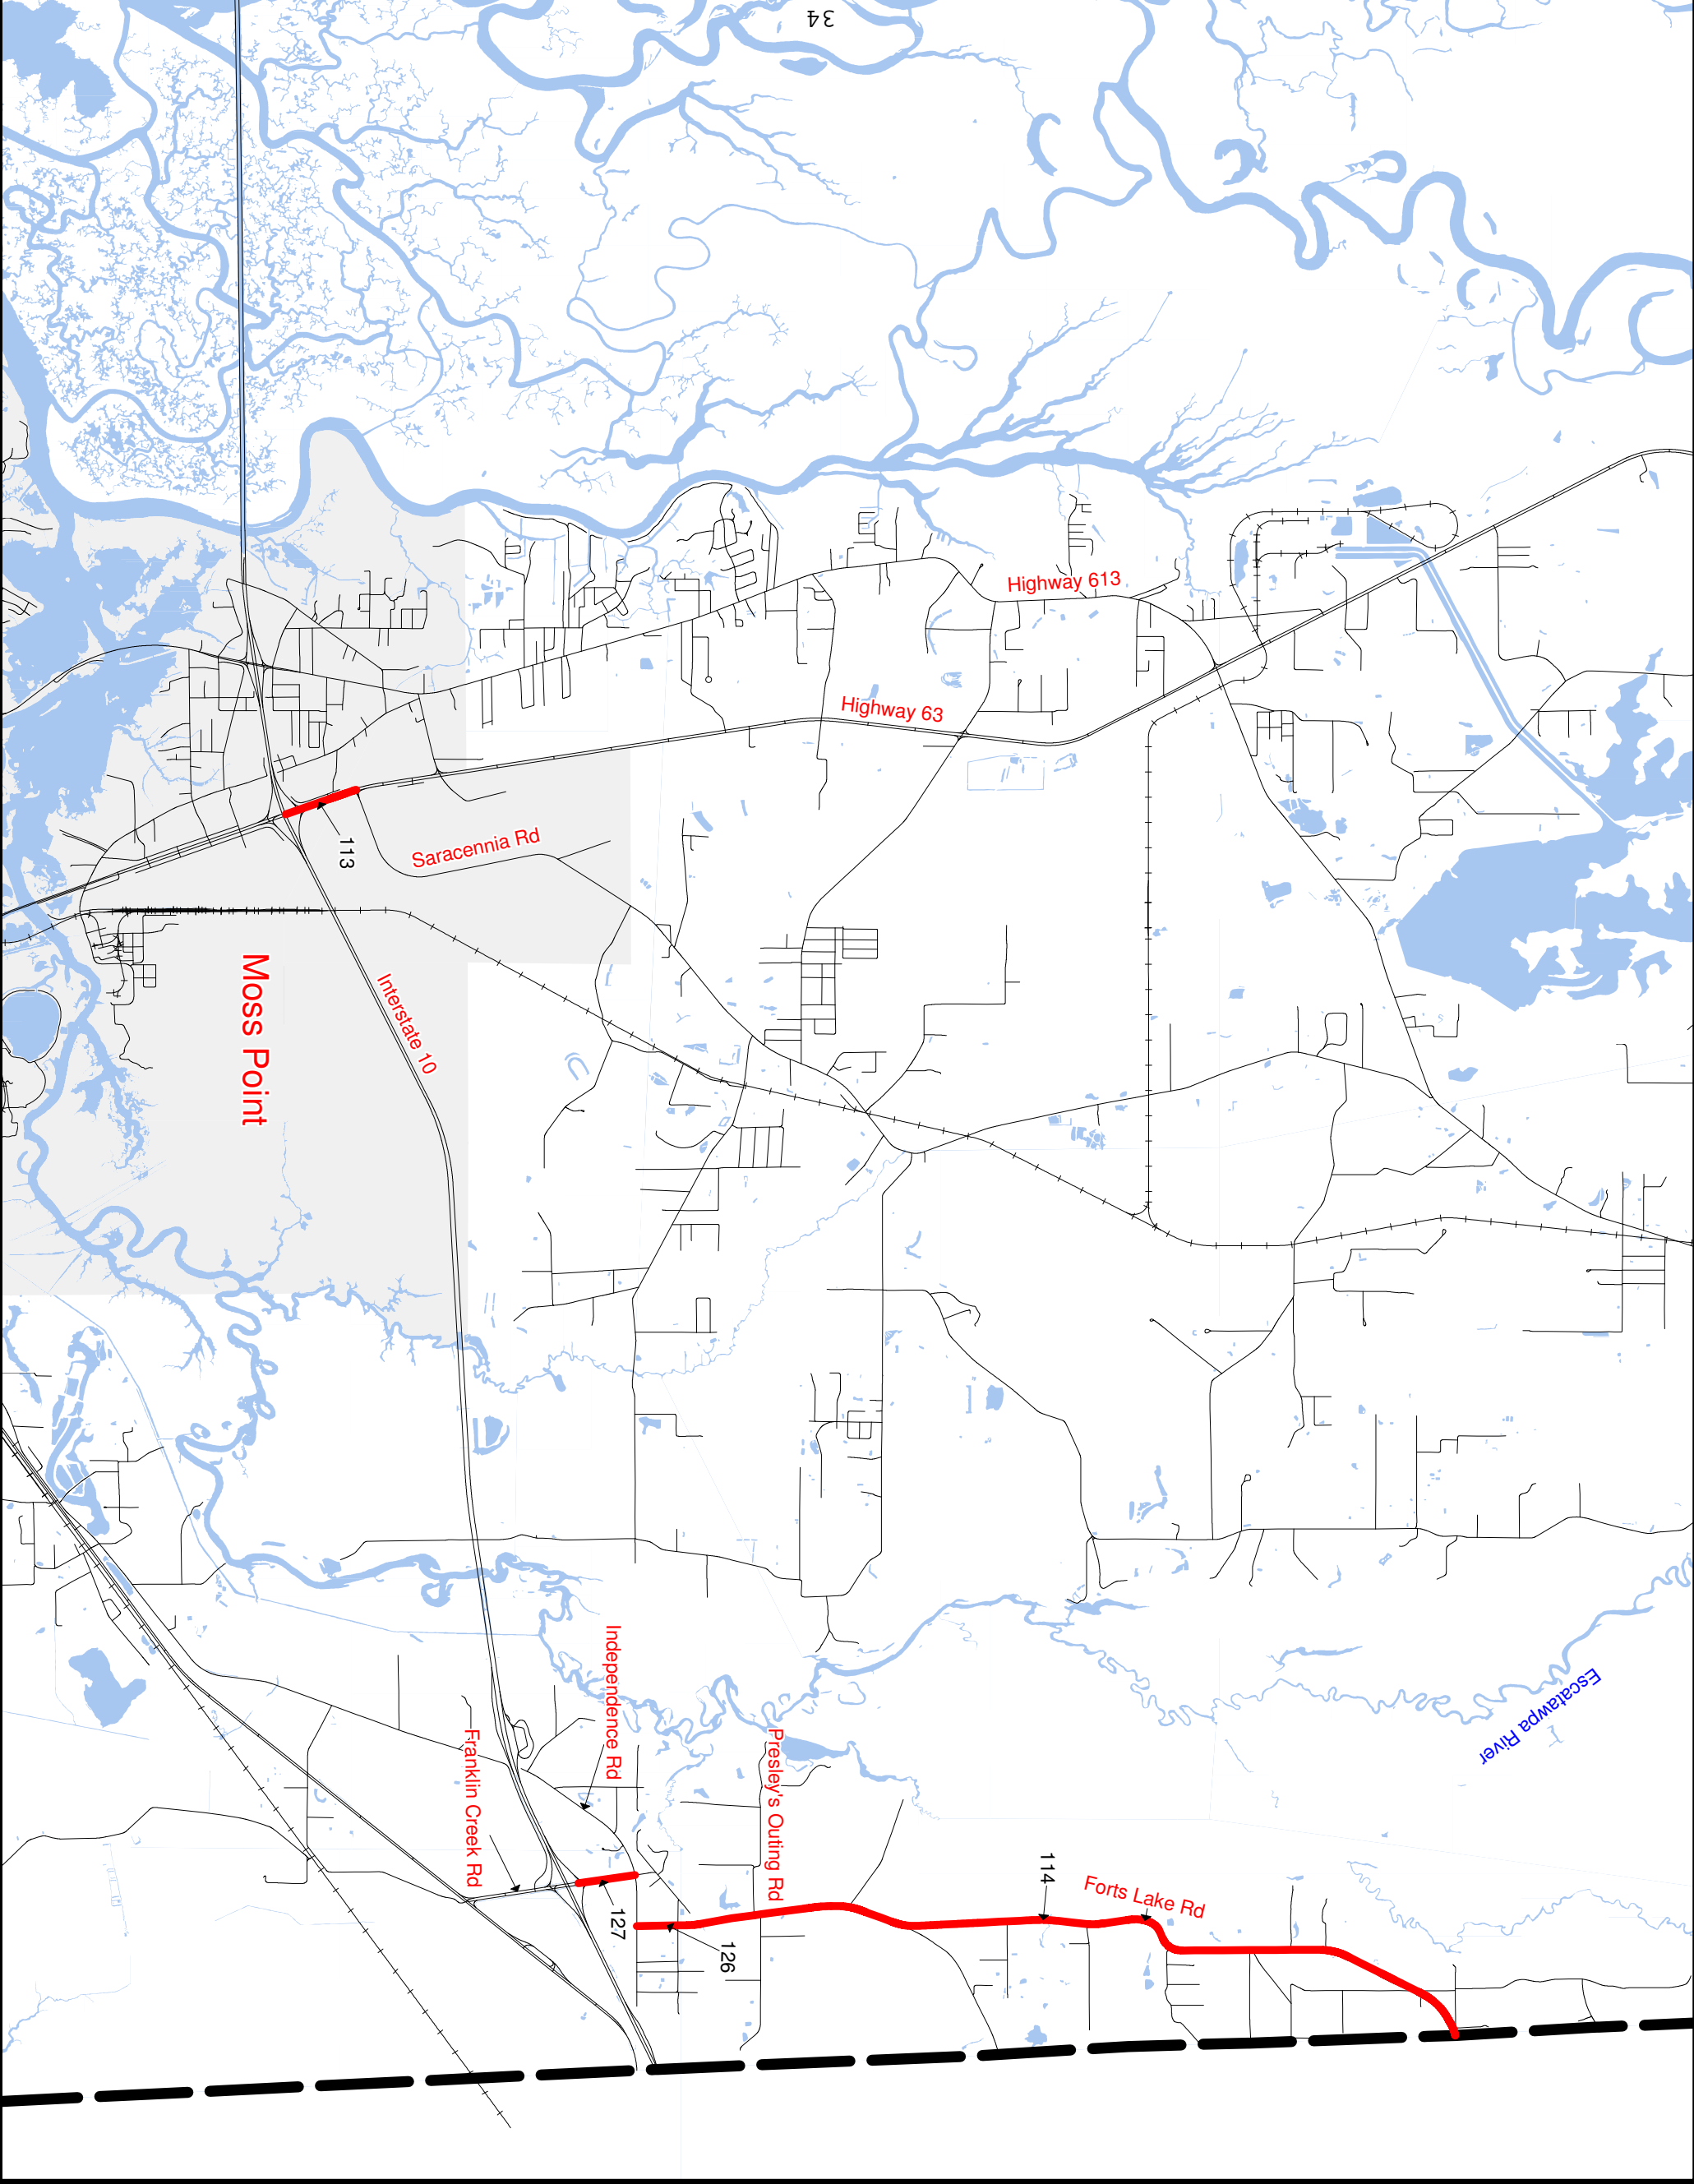 34
Highway 613
Highway 63
113
Saracennia Rd
Moss Point
Interstate 10
Escatawpa River
Independence Rd
Franklin Creek Rd
Presley's Outing Rd
114
Forts Lake Rd
127
126